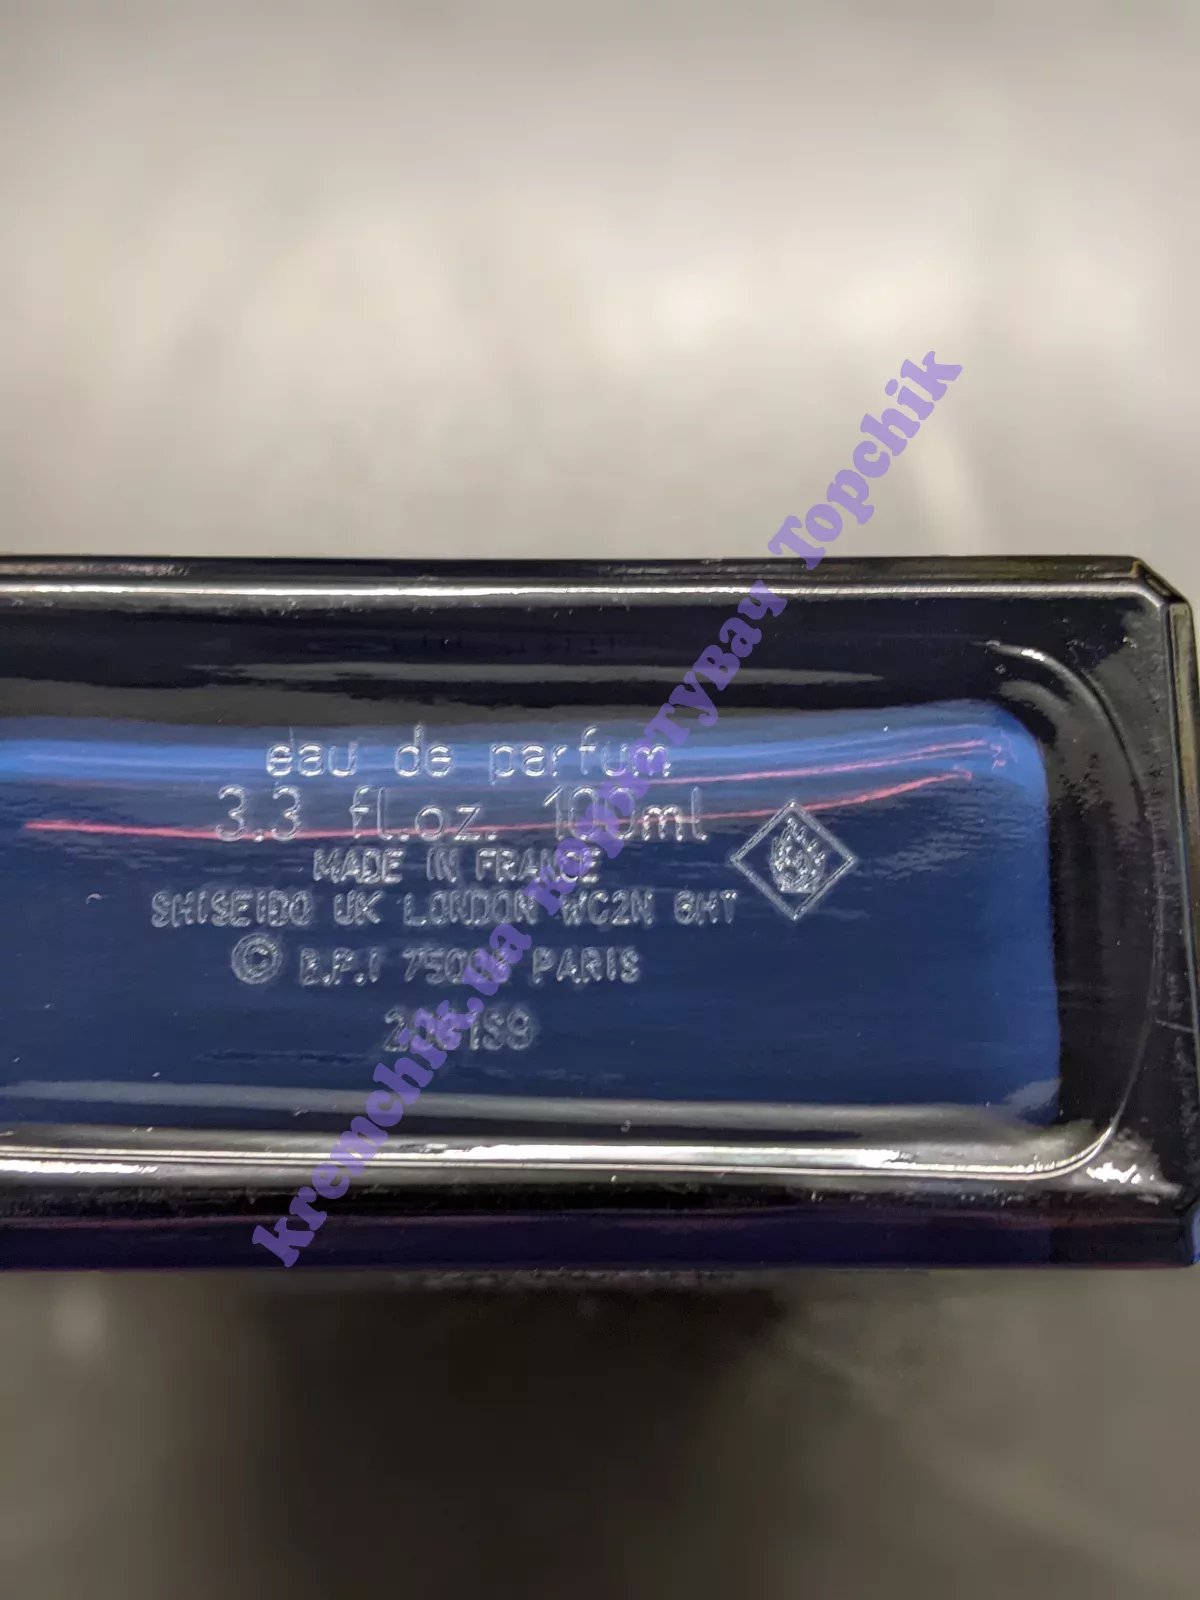 eau de parfum
3.3 fl.oz. 100ml
MADE IN FRANCE
SHISEIDO UK LONDON WC2N 6HT
© B.P.I PARIS
kremchik.ua користувач Topchik